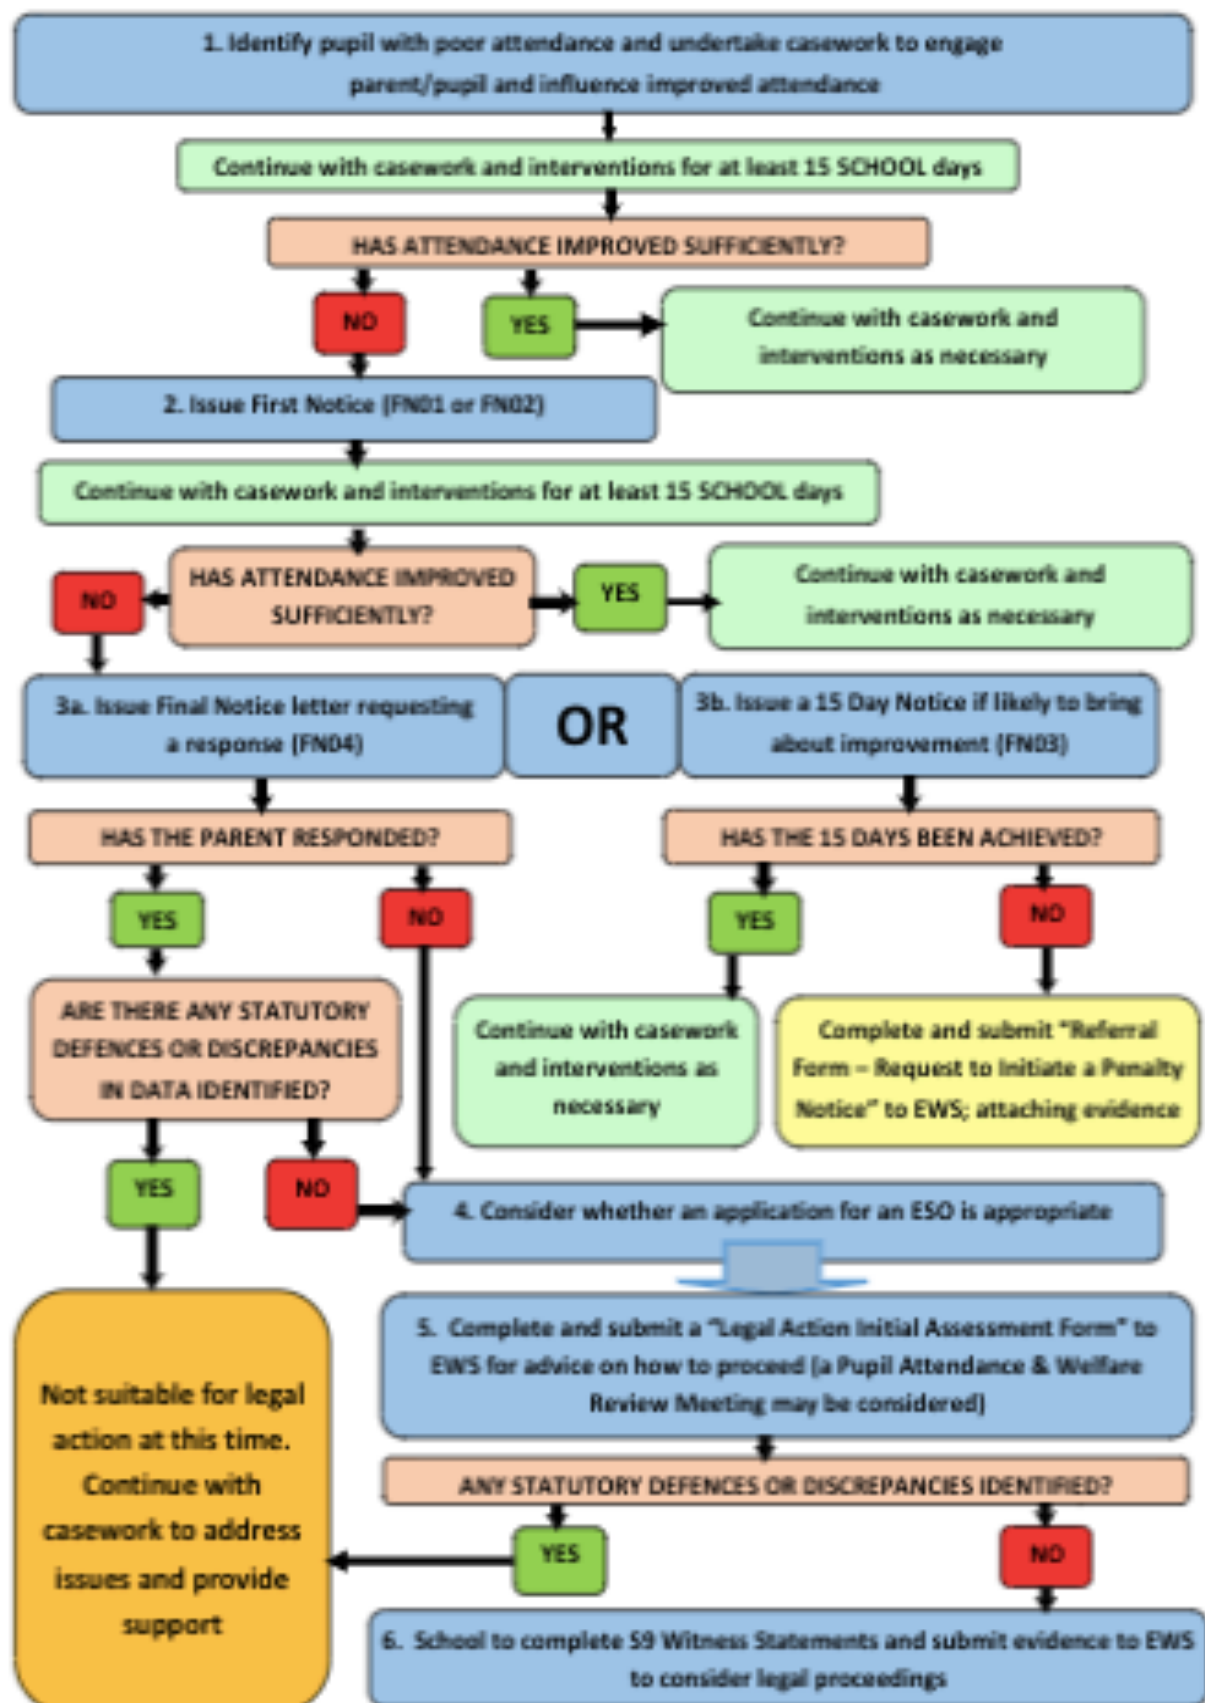 1. Identify pupil with poor attendance and undertake casework to engage
parent/pupil and influence improved attendance
Continue with casework and interventions for at least 15 SCHOOL days
HAS ATTENDANCE IMPROVED SUFFICIENTLY?
NO
YES
Continue with casework and
interventions as necessary
2. Issue First Notice (FN01 or FN02)
Continue with casework and interventions for at least 15 SCHOOL days
NO
HAS ATTENDANCE IMPROVED
SUFFICIENTLY?
YES
Continue with casework and
interventions as necessary
3a. Issue Final Notice letter requesting
a response (FN04)
OR
3b. Issue a 15 Day Notice if likely to bring
about improvement (FN03)
HAS THE PARENT RESPONDED?
YES
NO
HAS THE 15 DAYS BEEN ACHIEVED?
YES
NO
ARE THERE ANY STATUTORY
DEFENCES OR DISCREPANCIES
IN DATA IDENTIFIED?
Continue with casework
and interventions as
necessary
Complete and submit "Referral
Form – Request to Initiate a Penalty
Notice" to EWS; attaching evidence
YES
NO
4. Consider whether an application for an ESO is appropriate
5. Complete and submit a "Legal Action Initial Assessment Form" to
EWS for advice on how to proceed (a Pupil Attendance & Welfare
Review Meeting may be considered)
Not suitable for legal
action at this time.
Continue with
casework to address
issues and provide
support
ANY STATUTORY DEFENCES OR DISCREPANCIES IDENTIFIED?
YES
NO
6. School to complete S9 Witness Statements and submit evidence to EWS
to consider legal proceedings